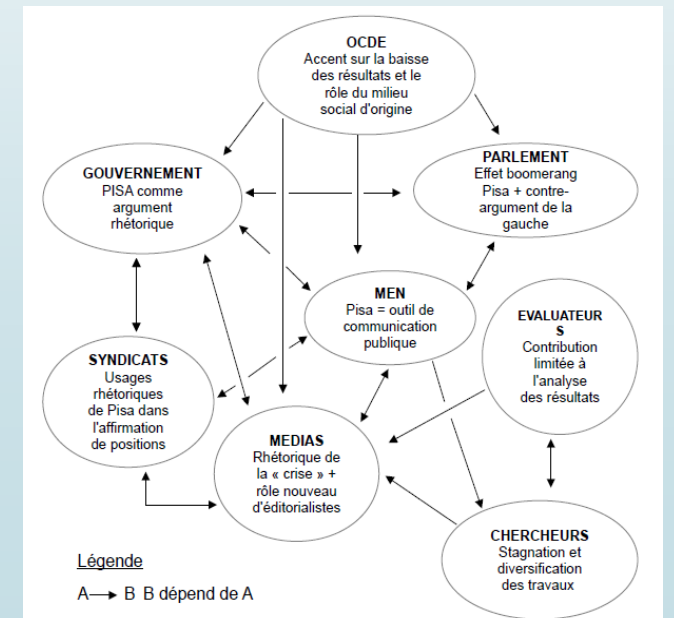 OCDE
Accent sur la baisse
des résultats et le
rôle du milieu
social d'origine
GOUVERNEMENT
PISA comme
argument
rhétorique
PARLEMENT
Effet boomerang
Pisa + contre-
argument de la
gauche
MEN
Pisa = outil de
communication
publique
EVALUATEUR
S
Contribution
limitée à
l'analyse
des résultats
SYNDICATS
Usages
rhétoriques
de Pisa dans
l'affirmation
de positions
MEDIAS
Rhétorique de
la « crise » +
rôle nouveau
d'éditorialistes
CHERCHEURS
Stagnation et
diversification
des travaux
Légende
A → B B dépend de A